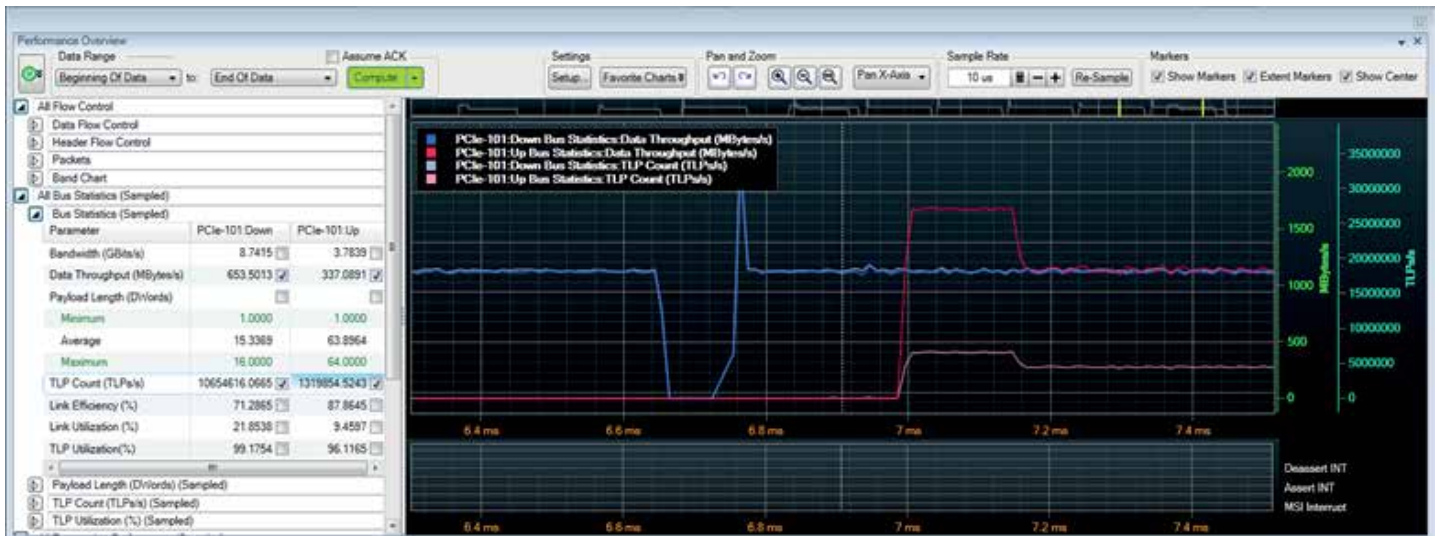 Performance Overview
Data Range
Assume ACK
Settings
Pan and Zoom
Sample Rate
Markers
Beginning Of Data to: End Of Data Compute
Setup... Favorite Charts
Pan X-Axis
10 us
Re-Sample
Show Markers Extent Markers Show Center
All Flow Control
Data Flow Control
Header Flow Control
Packets
Band Chart
All Bus Statistics (Sampled)
Bus Statistics (Sampled)
Parameter PCIe-101:Down PCIe-101:Up
Bandwidth (GBits/s) 8.7415 3.7839
Data Throughput (MBytes/s) 653.5013 337.0891
Payload Length (DWords)
Minimum 1.0000 1.0000
Average 15.3369 63.8964
Maximum 16.0000 64.0000
TLP Count (TLPs/s) 10654616.0665 1319854.5243
Link Efficiency (%) 71.2865 87.8645
Link Utilization (%) 21.8538 9.4597
TLP Utilization(%) 99.1754 96.1165
Payload Length (DWords) (Sampled)
TLP Count (TLPs/s) (Sampled)
TLP Utilization (%) (Sampled)
PCIe-101:Down Bus Statistics:Data Throughput (MBytes/s)
PCIe-101:Up Bus Statistics:Data Throughput (MBytes/s)
PCIe-101:Down Bus Statistics:TLP Count (TLPs/s)
PCIe-101:Up Bus Statistics:TLP Count (TLPs/s)
2000
1500
1000
500
0
MBytes/s
35000000
30000000
25000000
20000000
15000000
10000000
5000000
0
TLPs/s
6.4 ms 6.6 ms 6.8 ms 7 ms 7.2 ms 7.4 ms
Deassert INT
Assert INT
MSI Interrupt
6.4 ms 6.6 ms 6.8 ms 7 ms 7.2 ms 7.4 ms